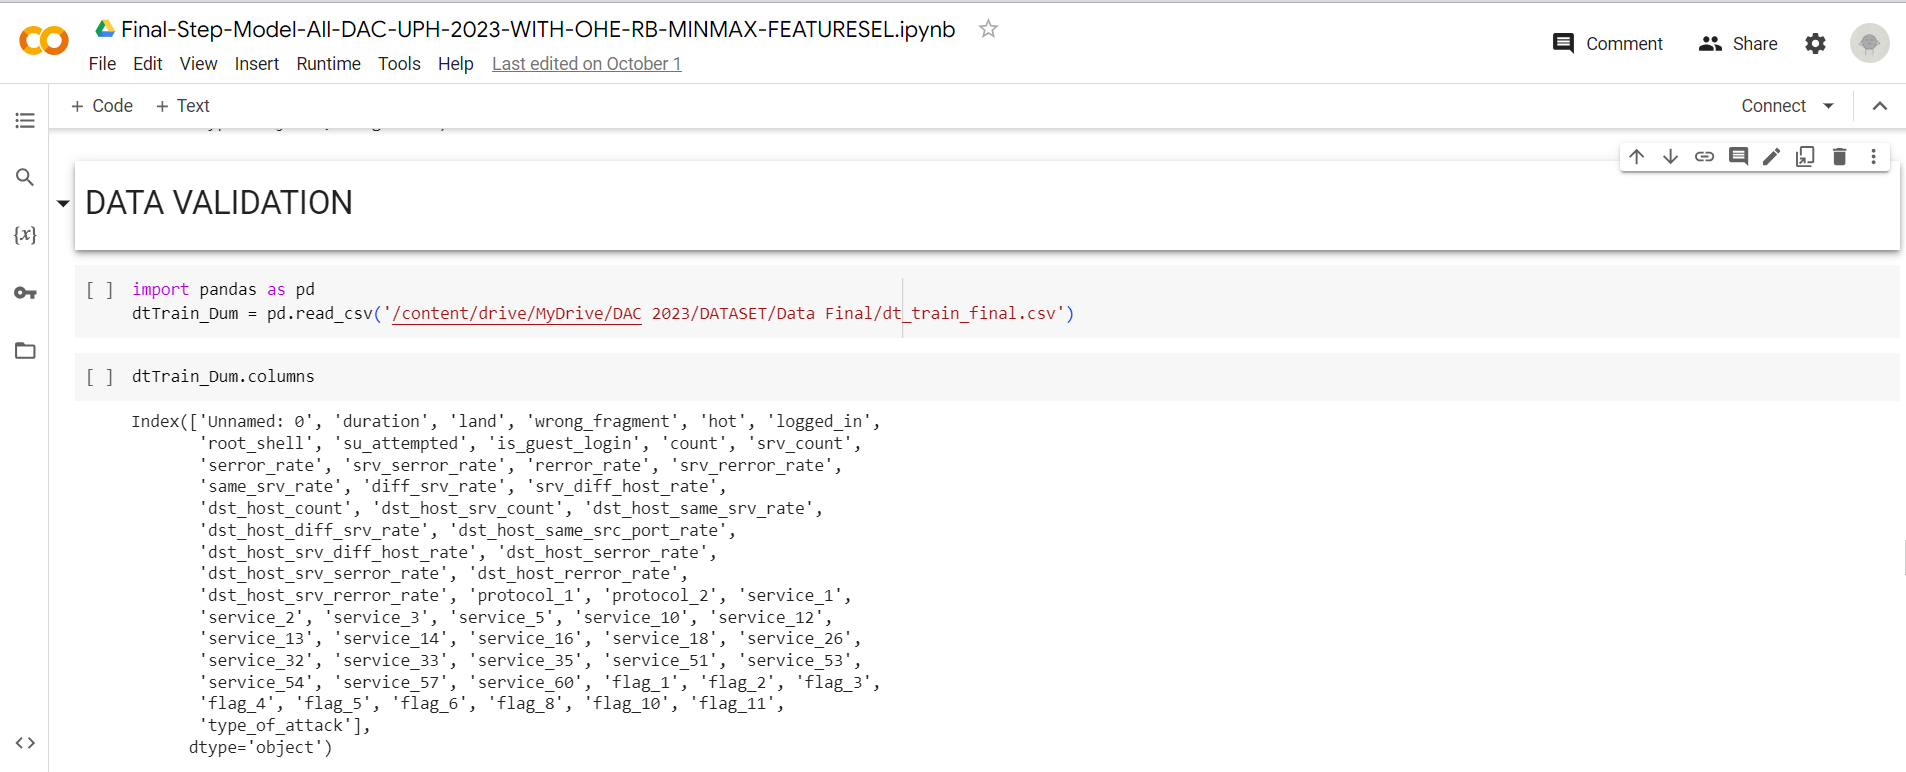 Final-Step-Model-All-DAC-UPH-2023-WITH-OHE-RB-MINMAX-FEATURESEL.ipynb
Comment
Share
File Edit View Insert Runtime Tools Help Last edited on October 1
+ Code + Text
Connect
DATA VALIDATION
{x}
[ ] import pandas as pd
dtTrain_Dum = pd.read_csv('/content/drive/MyDrive/DAC 2023/DATASET/Data Final/dt_train_final.csv')
[ ] dtTrain_Dum.columns
Index(['Unnamed: 0', 'duration', 'land', 'wrong_fragment', 'hot', 'logged_in',
'root_shell', 'su_attempted', 'is_guest_login', 'count', 'srv_count',
'serror_rate', 'srv_serror_rate', 'rerror_rate', 'srv_rerror_rate',
'same_srv_rate', 'diff_srv_rate', 'srv_diff_host_rate',
'dst_host_count', 'dst_host_srv_count', 'dst_host_same_srv_rate',
'dst_host_diff_srv_rate', 'dst_host_same_src_port_rate',
'dst_host_srv_diff_host_rate', 'dst_host_serror_rate',
'dst_host_srv_serror_rate', 'dst_host_rerror_rate',
'dst_host_srv_rerror_rate', 'protocol_1', 'protocol_2', 'service_1',
'service_2', 'service_3', 'service_5', 'service_10', 'service_12',
'service_13', 'service_14', 'service_16', 'service_18', 'service_26',
'service_32', 'service_33', 'service_35', 'service_51', 'service_53',
'service_54', 'service_57', 'service_60', 'flag_1', 'flag_2', 'flag_3',
'flag_4', 'flag_5', 'flag_6', 'flag_8', 'flag_10', 'flag_11',
'type_of_attack'],
dtype='object')